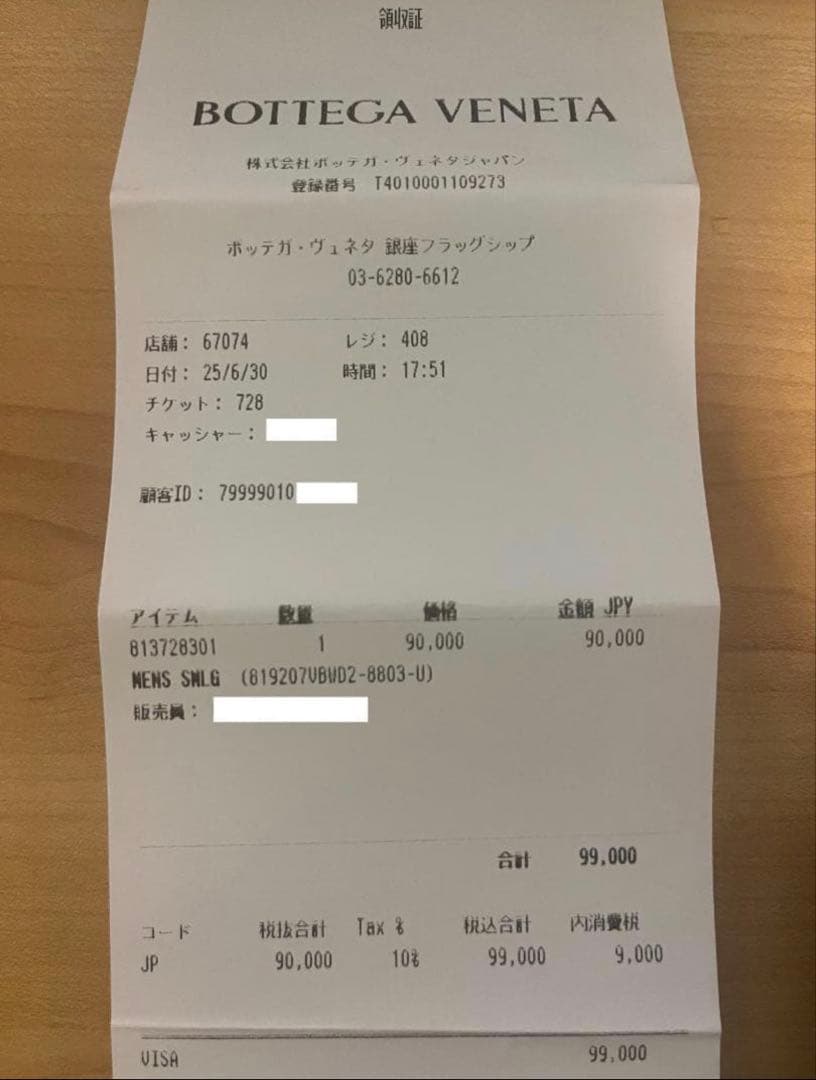 領収証
BOTTEGA VENETA
株式会社ボッテガ・ヴェネタジャパン
登録番号 T4010001109273
ボッテガ・ヴェネタ 銀座フラッグシップ
03-6280-6612
店舗： 67074 レジ： 408
日付： 25/6/30 時間： 17:51
チケット： 728
キャッシャー：
顧客ID： 79999010
アイテム 数量 価格 金額 JPY
813728301 1 90,000 90,000
MENS SMLG (819207VBWD2-8803-U)
販売員：
合計 99,000
コード 税抜合計 Tax % 税込合計 内消費税
JP 90,000 10% 99,000 9,000
VISA 99,000